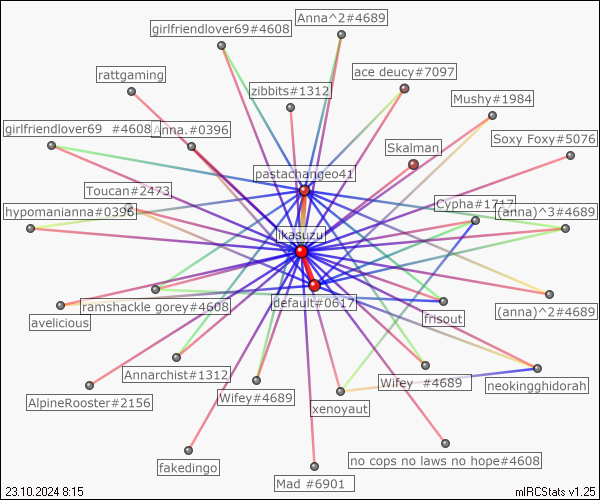 Anna^2#4689
girlfriendlover69#4608
ace deucy#7097
rattgaming
zibbits#1312
Mushy#1984
girlfriendlover69 #4608
Anna.#0396
Soxy Foxy#5076
Skalman
pastachangeo41
Toucan#2473
Cypha#1717
hypomanianna#0396
(anna)^3#4689
ikasuzu
default#0617
ramshackle gorey#4608
(anna)^2#4689
avelicious
frisout
Annarchist#1312
Wifey #4689
neokingghidorah
AlpineRooster#2156
Wifey#4689
xenoyaut
fakedingo
no cops no laws no hope#4608
Mad #6901
23.10.2024 8:15
mIRCStats v1.25